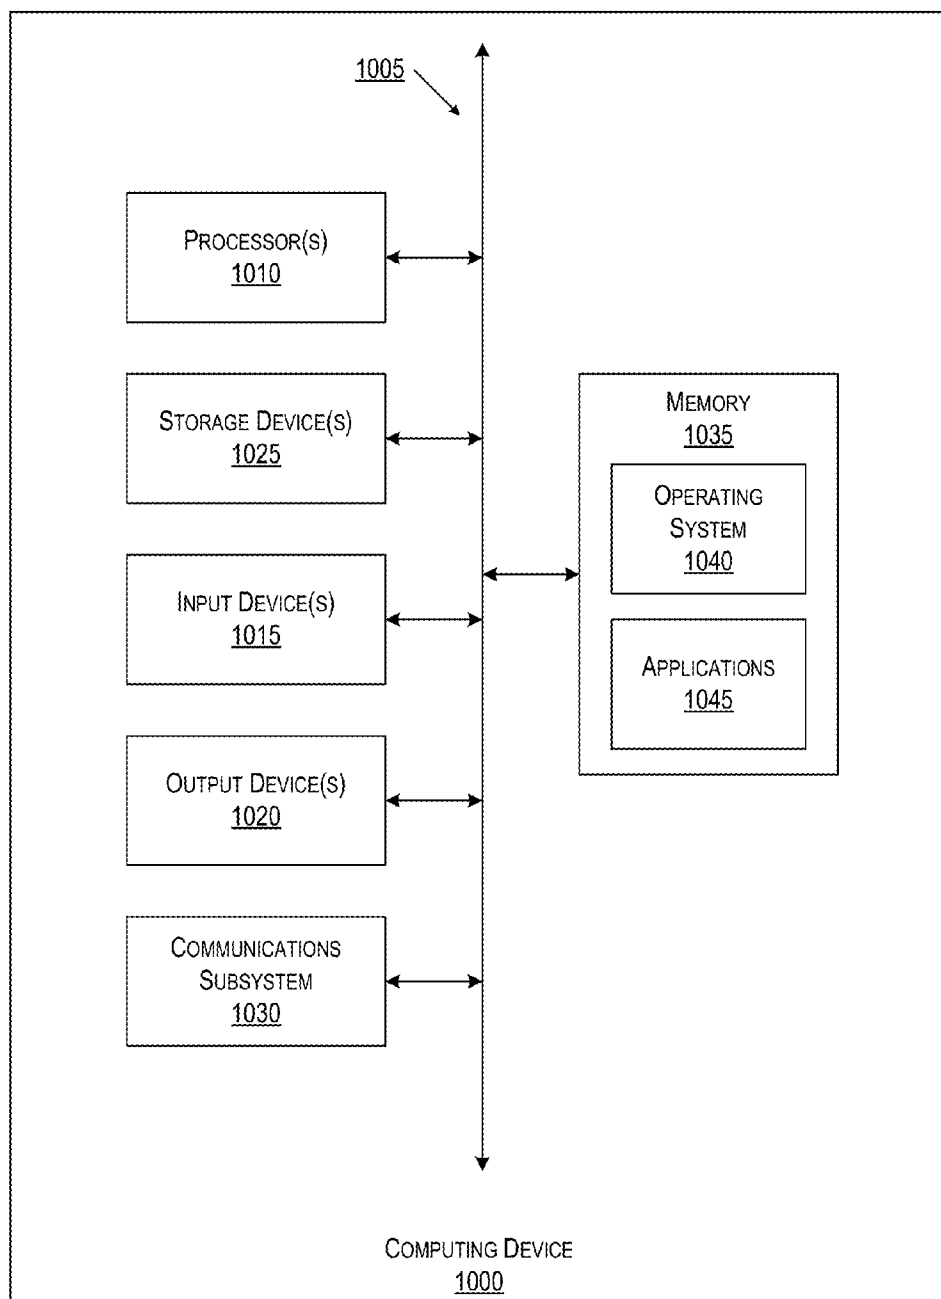 1005
PROCESSOR(S)
1010
STORAGE DEVICE(S)
1025
INPUT DEVICE(S)
1015
OUTPUT DEVICE(S)
1020
COMMUNICATIONS
SUBSYSTEM
1030
MEMORY
1035
OPERATING
SYSTEM
1040
APPLICATIONS
1045
COMPUTING DEVICE
1000